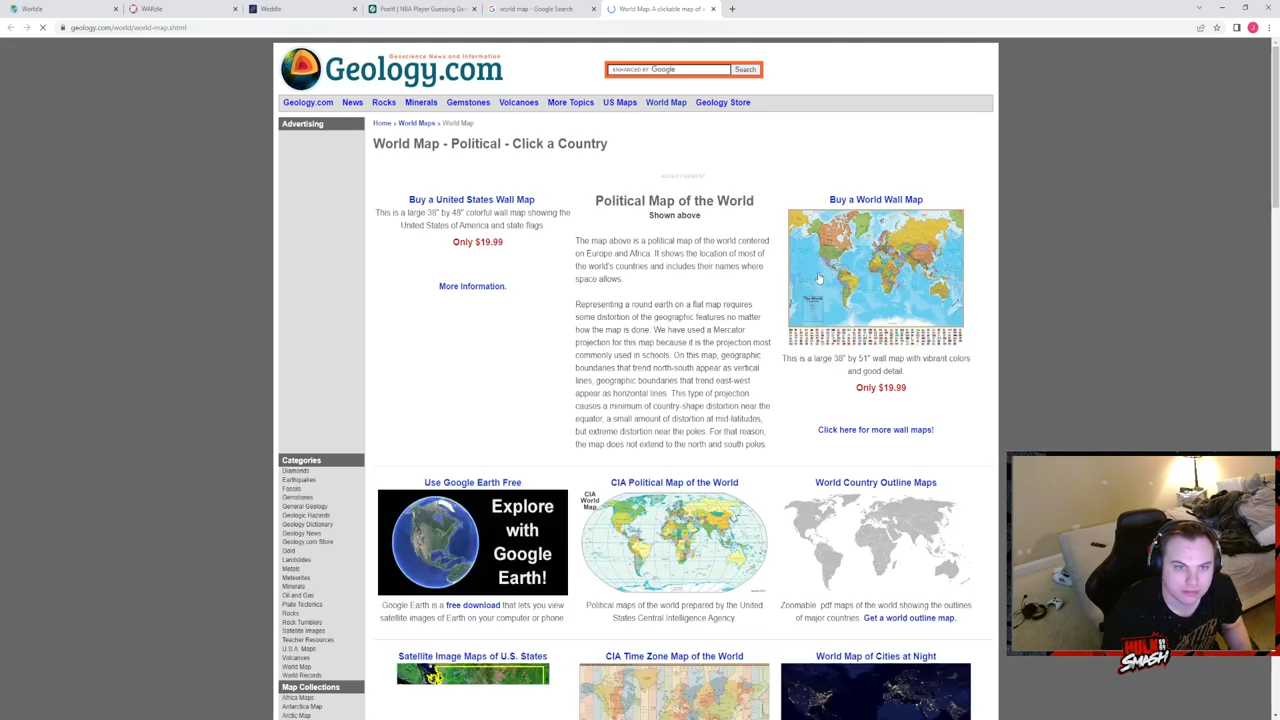 Worldle
WARdle
Weddle
Poeltl | NBA Player Guessing Ga
world map - Google Search
World Map: A clickable map of
geology.com/world/world-map.shtml
J
Geoscience News and Information
Geology.com
ENHANCED BY Google
Search
Geology.com News Rocks Minerals Gemstones Volcanoes More Topics US Maps World Map Geology Store
Advertising
Home » World Maps » World Map
World Map - Political - Click a Country
ADVERTISEMENT
Buy a United States Wall Map
This is a large 38" by 48" colorful wall map showing the
United States of America and state flags
Only $19.99
More Information.
Political Map of the World
Shown above
The map above is a political map of the world centered
on Europe and Africa. It shows the location of most of
the world's countries and includes their names where
space allows.
Representing a round earth on a flat map requires
some distortion of the geographic features no matter
how the map is done. We have used a Mercator
projection for this map because it is the projection most
commonly used in schools. On this map, geographic
boundaries that trend north-south appear as vertical
lines, geographic boundaries that trend east-west
appear as horizontal lines. This type of projection
causes a minimum of country-shape distortion near the
equator, a small amount of distortion at mid-latitudes,
but extreme distortion near the poles. For that reason,
the map does not extend to the north and south poles.
Buy a World Wall Map
The World
This is a large 38" by 51" wall map with vibrant colors
and good detail.
Only $19.99
Click here for more wall maps!
Categories
Diamonds
Earthquakes
Fossils
Gemstones
General Geology
Geologic Hazards
Geology Dictionary
Geology News
Geology.com Store
Gold
Landslides
Metals
Meteorites
Minerals
Oil and Gas
Plate Tectonics
Rocks
Rock Tumblers
Satellite Images
Teacher Resources
U.S.A. Maps
Volcanoes
World Map
World Records
Map Collections
Africa Maps
Antarctica Map
Arctic Map
Use Google Earth Free
Explore
with
Google
Earth!
Google Earth is a free download that lets you view
satellite images of Earth on your computer or phone
CIA Political Map of the World
CIA
World
Map
Political maps of the world prepared by the United
States Central Intelligence Agency.
World Country Outline Maps
Zoomable .pdf maps of the world showing the outlines
of major countries. Get a world outline map.
Satellite Image Maps of U.S. States
CIA Time Zone Map of the World
World Map of Cities at Night
HULK
SMASH